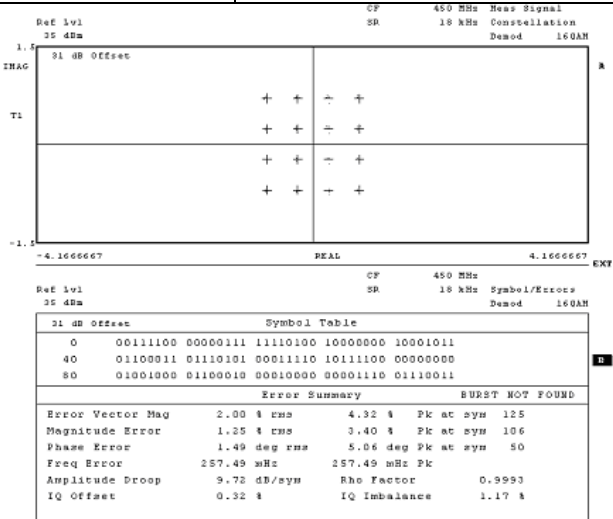 CF 450 MHz Meas Signal
Ref Lvl SR 18 kHz Constellation
35 dBm Demod 16QAM
1.5
31 dB Offset
IMAG
A
T1
-1.5
-4.1666667 REAL 4.1666667
EXT
CF 450 MHz
Ref Lvl SR 18 kHz Symbol/Errors
35 dBm Demod 16QAM
31 dB Offset Symbol Table
0 00111100 00000111 11110100 10000000 10001011
40 01100011 01110101 00011110 10111100 00000000
80 01001000 01100010 00010000 00001110 01110011
B
Error Summary BURST NOT FOUND
Error Vector Mag 2.00 % rms 4.32 % Pk at sym 125
Magnitude Error 1.25 % rms 3.40 % Pk at sym 106
Phase Error 1.49 deg rms 5.06 deg Pk at sym 50
Freq Error 257.49 mHz 257.49 mHz Pk
Amplitude Droop 9.72 dB/sym Rho Factor 0.9993
IQ Offset 0.32 % IQ Imbalance 1.17 %